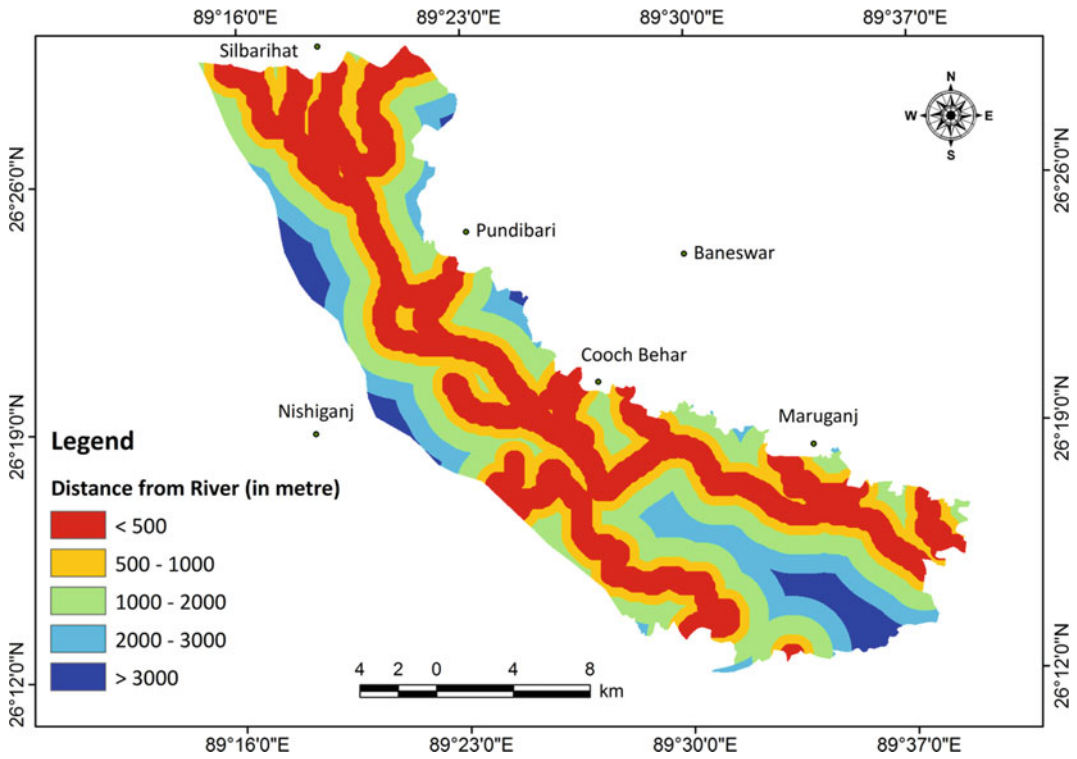 89°16'0"E 89°23'0"E 89°30'0"E 89°37'0"E
Silbarihat
N
W E
S
26°26'0"N 26°26'0"N
Pundibari
Baneswar
Cooch Behar
Nishiganj
Maruganj
26°19'0"N 26°19'0"N
Legend
Distance from River (in metre)
< 500
500 - 1000
1000 - 2000
2000 - 3000
> 3000
4 2 0 4 8
km
26°12'0"N 26°12'0"N
89°16'0"E 89°23'0"E 89°30'0"E 89°37'0"E